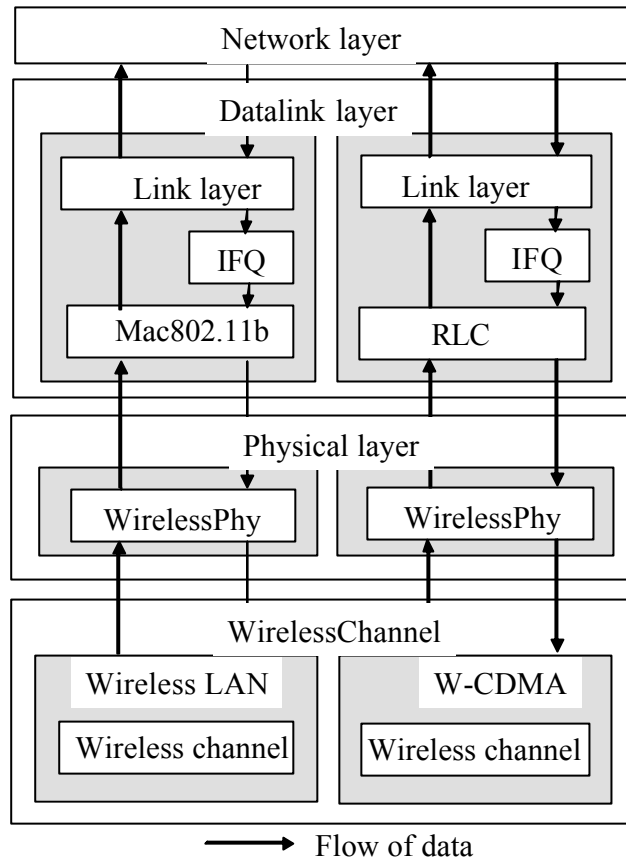 Network layer
Datalink layer
Link layer
Link layer
IFQ
IFQ
Mac802.11b
RLC
Physical layer
WirelessPhy
WirelessPhy
WirelessChannel
Wireless LAN
W-CDMA
Wireless channel
Wireless channel
Flow of data